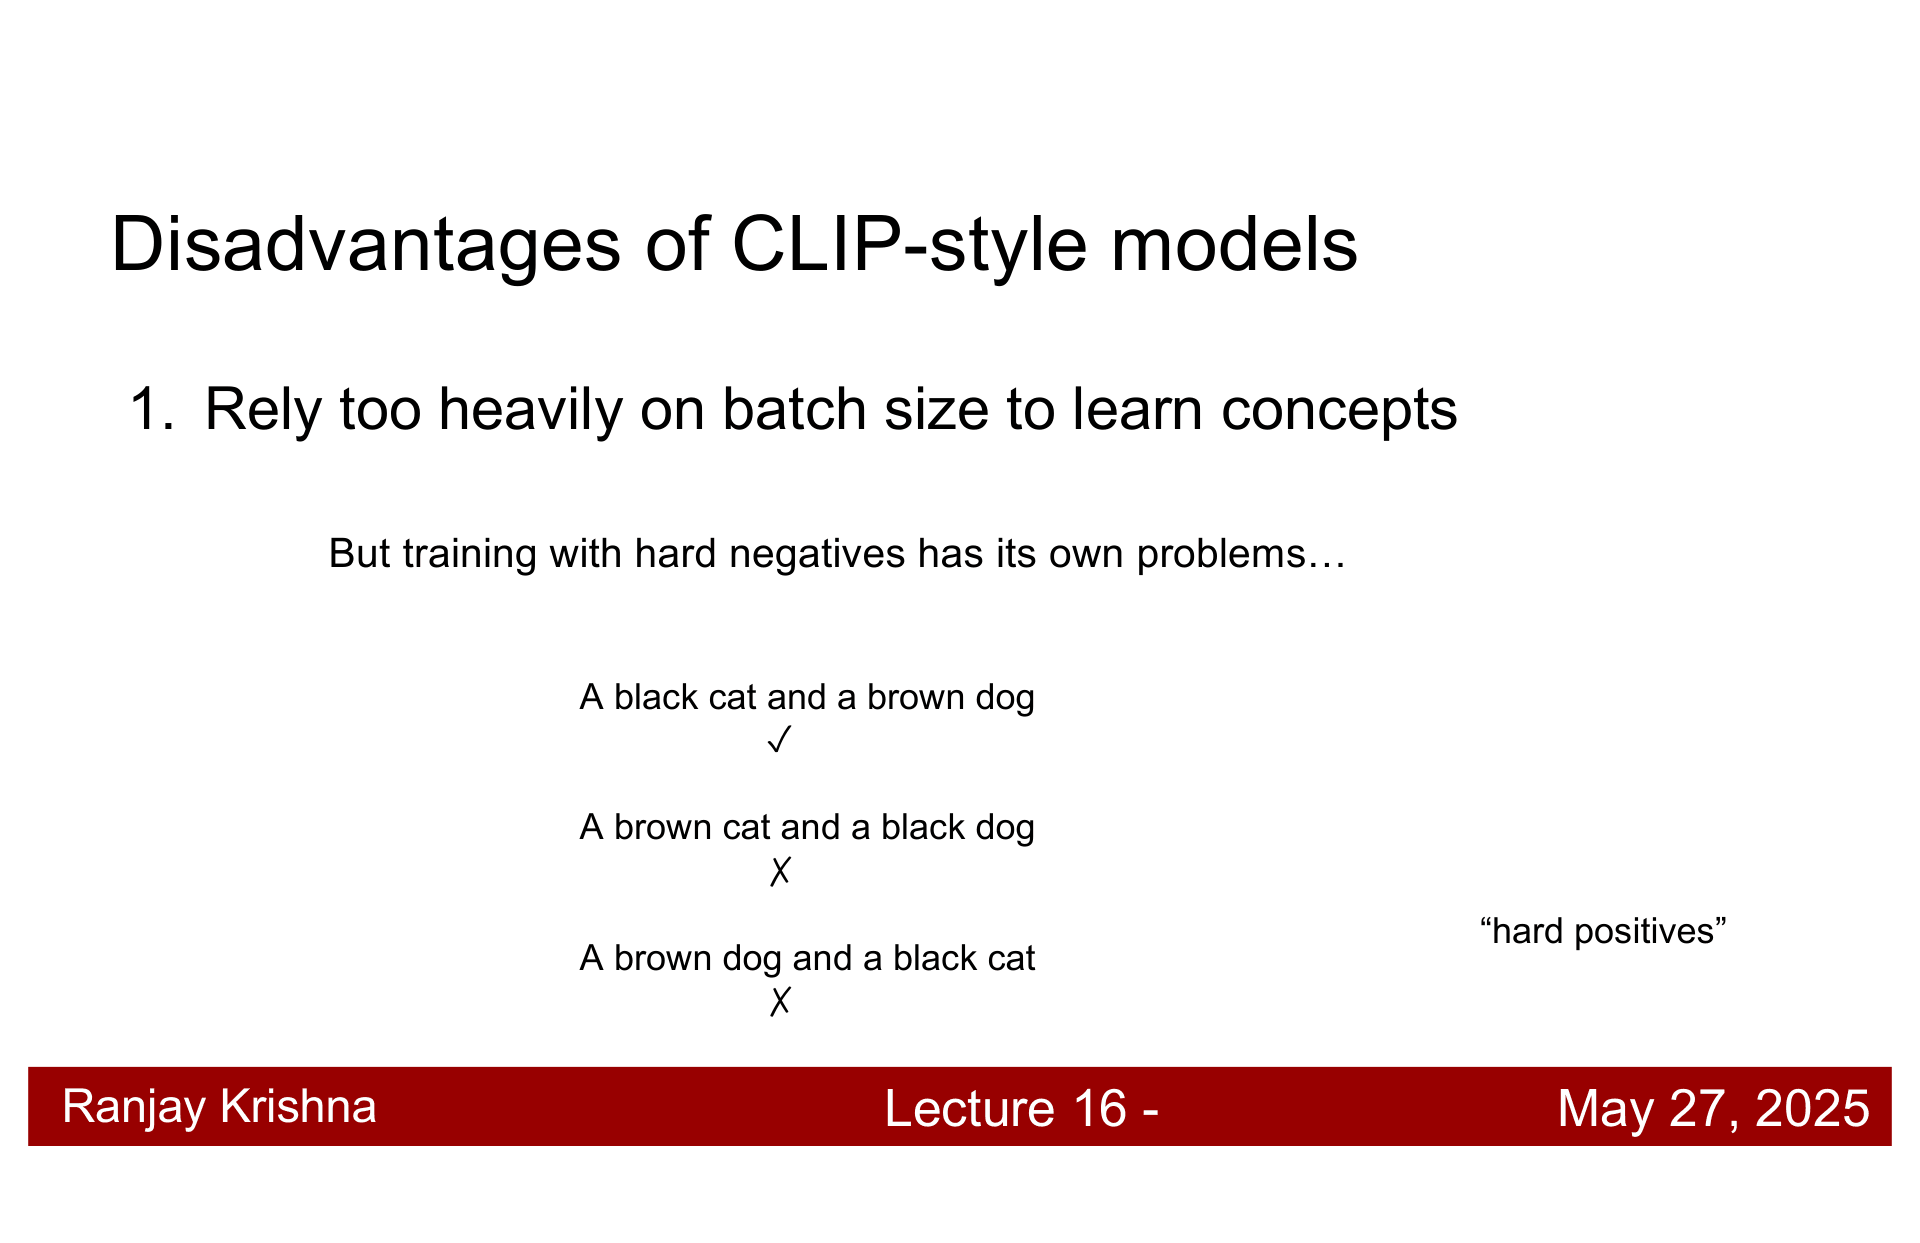 Disadvantages of CLIP-style models
1. Rely too heavily on batch size to learn concepts
But training with hard negatives has its own problems…
A black cat and a brown dog
✓
A brown cat and a black dog
✗
“hard positives”
A brown dog and a black cat
✗
Ranjay Krishna
Lecture 16 -
May 27, 2025